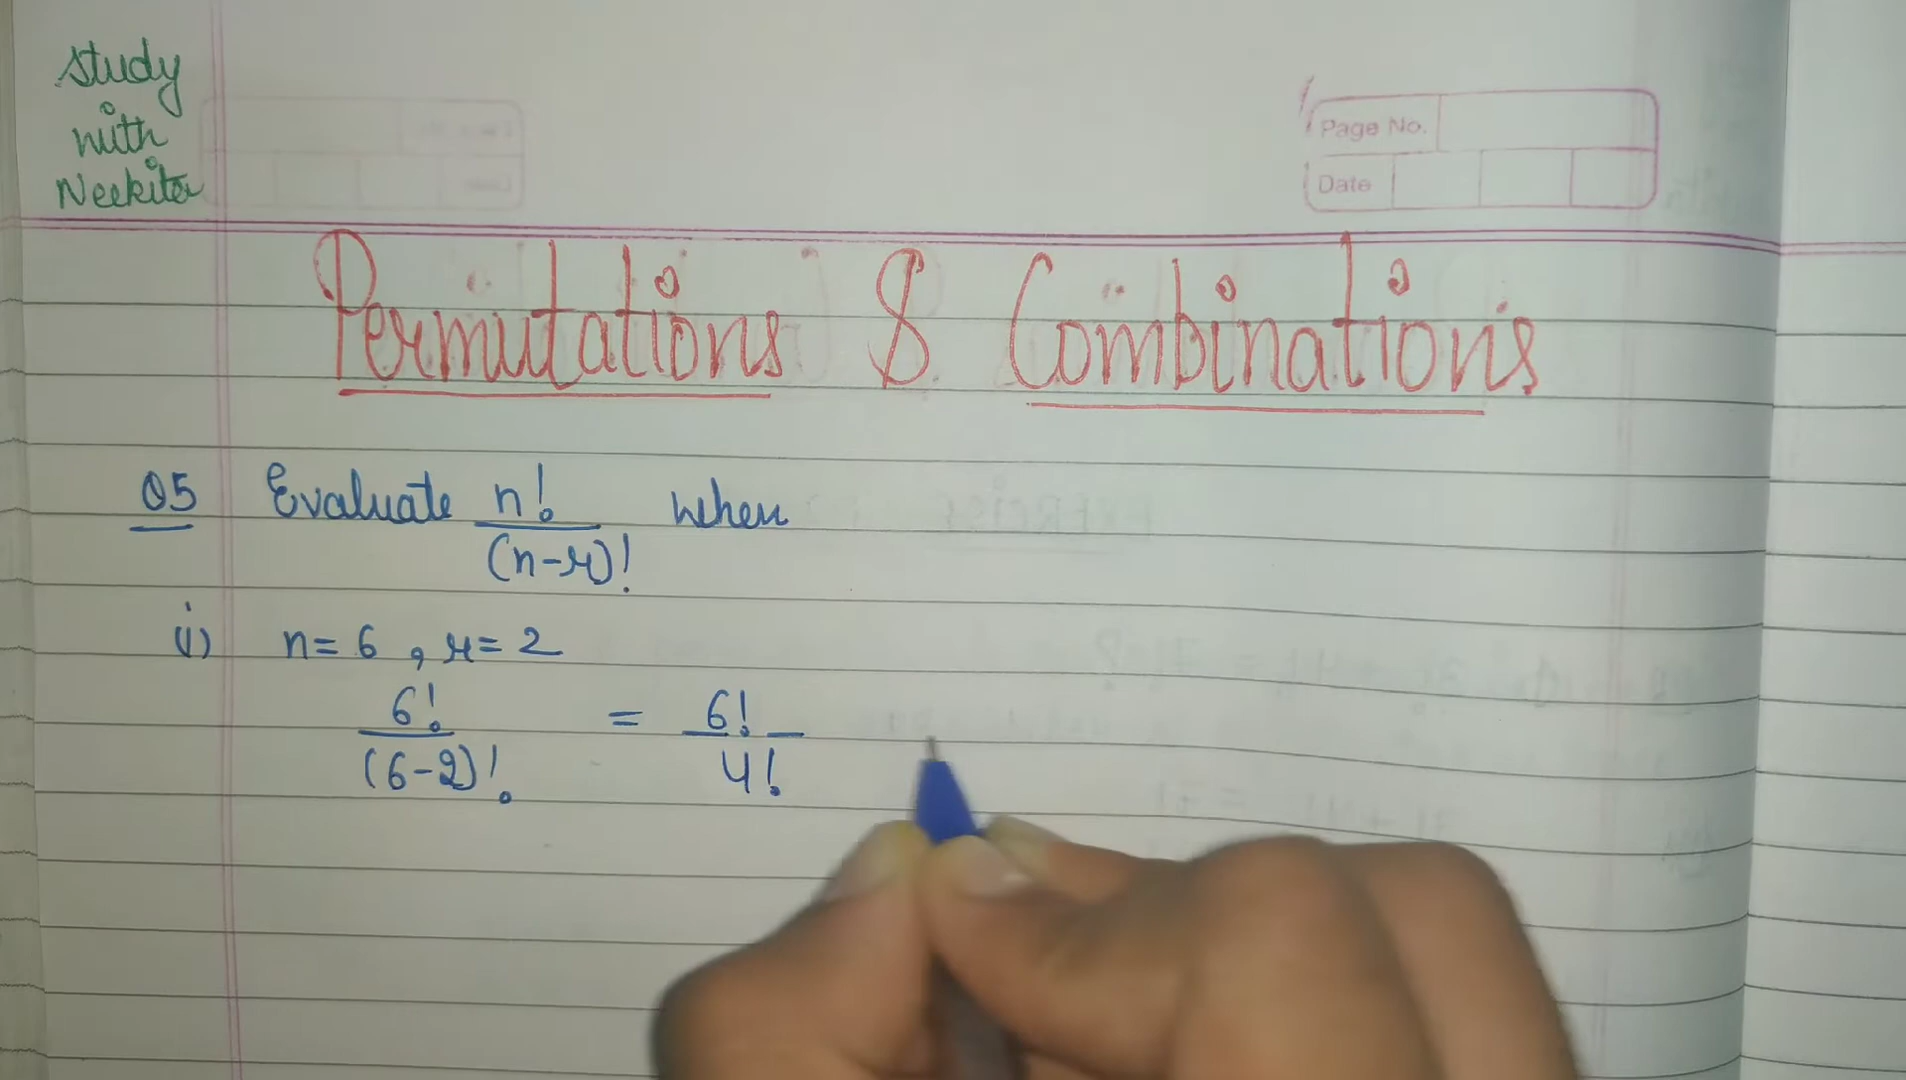 Study
with
Neekita
Page No.
Date
Permutations & Combinations
Q5 Evaluate n!/(n-r)! when
(i) n = 6 , r = 2
6!/(6-2)! = 6!/4!